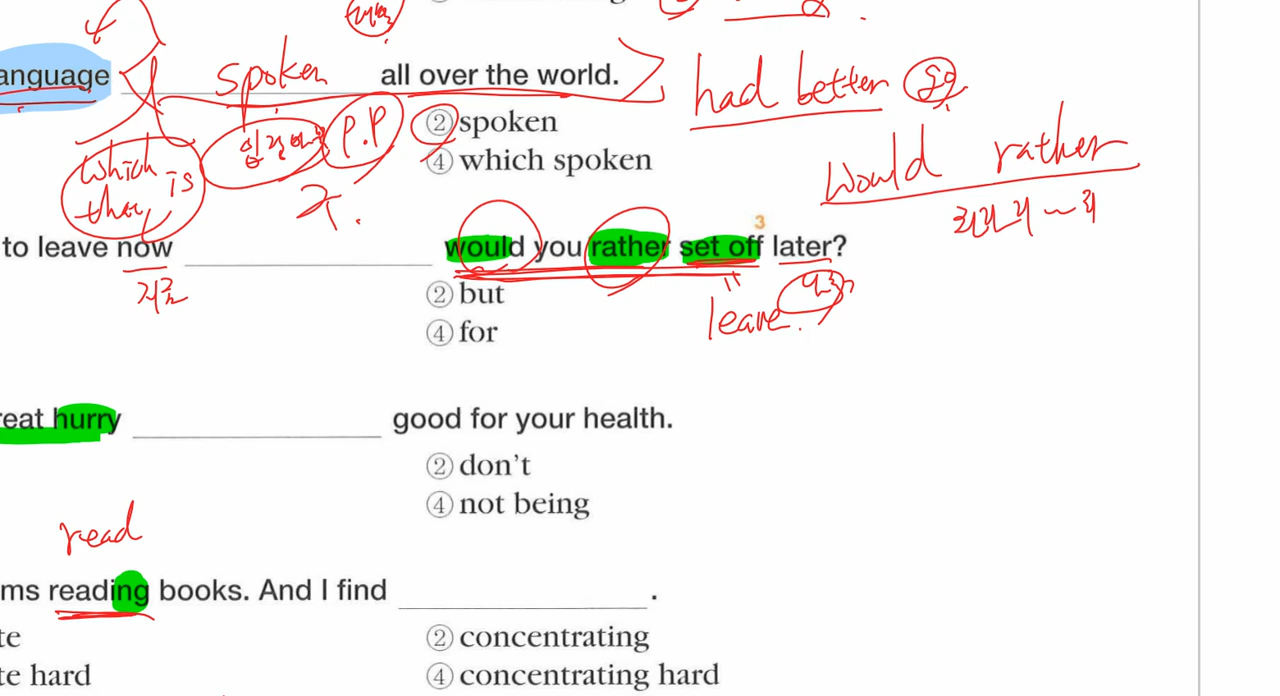 anguage spoken all over the world.
had better
would rather
② spoken
④ which spoken
P.P
which is
3
to leave now would you rather set off later?
② but
④ for
leave.
reat hurry good for your health.
② don't
④ not being
read
ms reading books. And I find .
te ② concentrating
te hard ④ concentrating hard